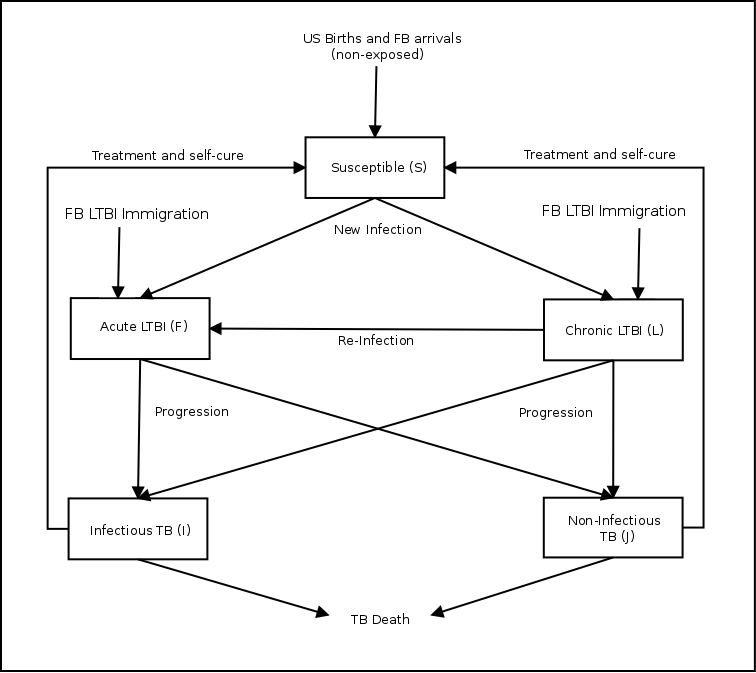 US Births and FB arrivals
(non-exposed)
Treatment and self-cure
Treatment and self-cure
Susceptible (S)
FB LTBI Immigration
FB LTBI Immigration
New Infection
Acute LTBI (F)
Chronic LTBI (L)
Re-Infection
Progression
Progression
Infectious TB (I)
Non-Infectious
TB (J)
TB Death